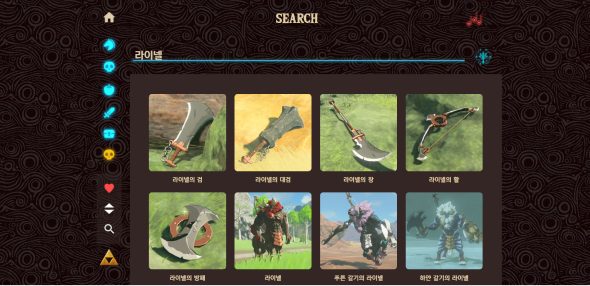 SEARCH
라이넬
라이넬의 검
라이넬의 대검
라이넬의 창
라이넬의 활
라이넬의 방패
라이넬
푸른 갈기의 라이넬
하얀 갈기의 라이넬